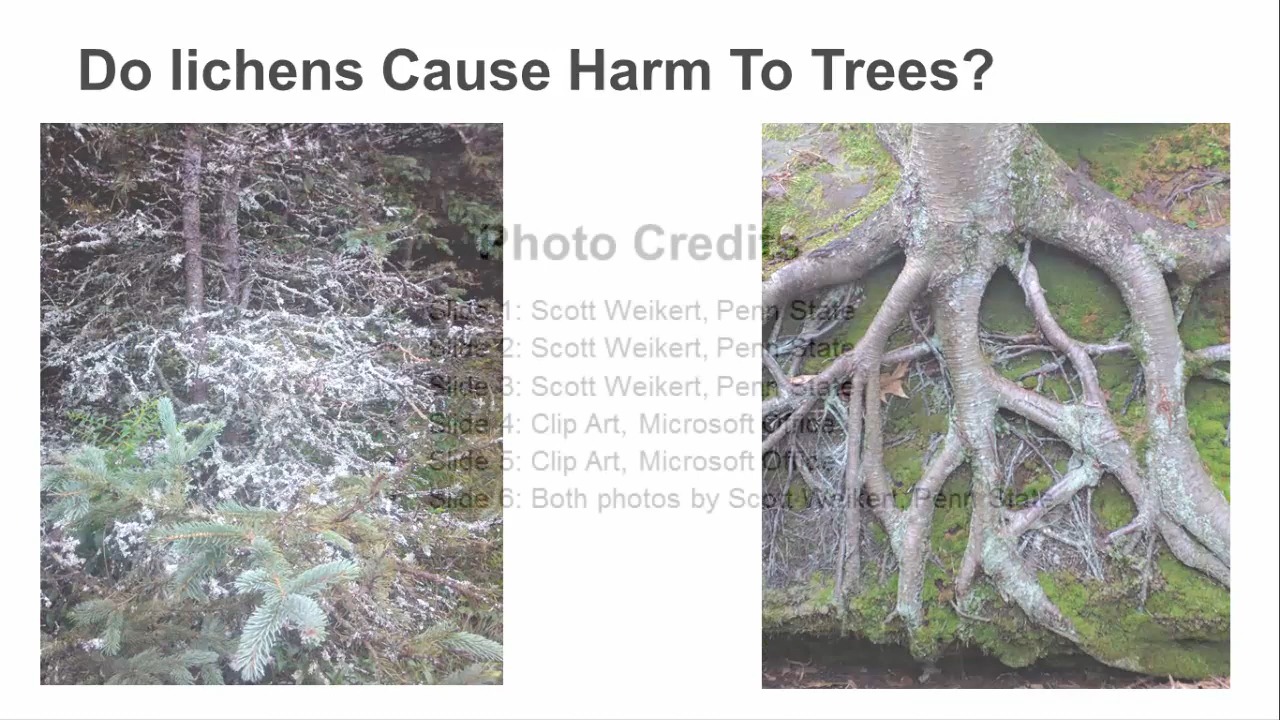 Do lichens Cause Harm To Trees?
Photo Credit
Slide 1: Scott Weikert, Penn State
Slide 2: Scott Weikert, Penn State
Slide 3: Scott Weikert, Penn State
Slide 4: Clip Art, Microsoft Office
Slide 5: Clip Art, Microsoft Office
Slide 6: Both photos by Scott Weikert, Penn State